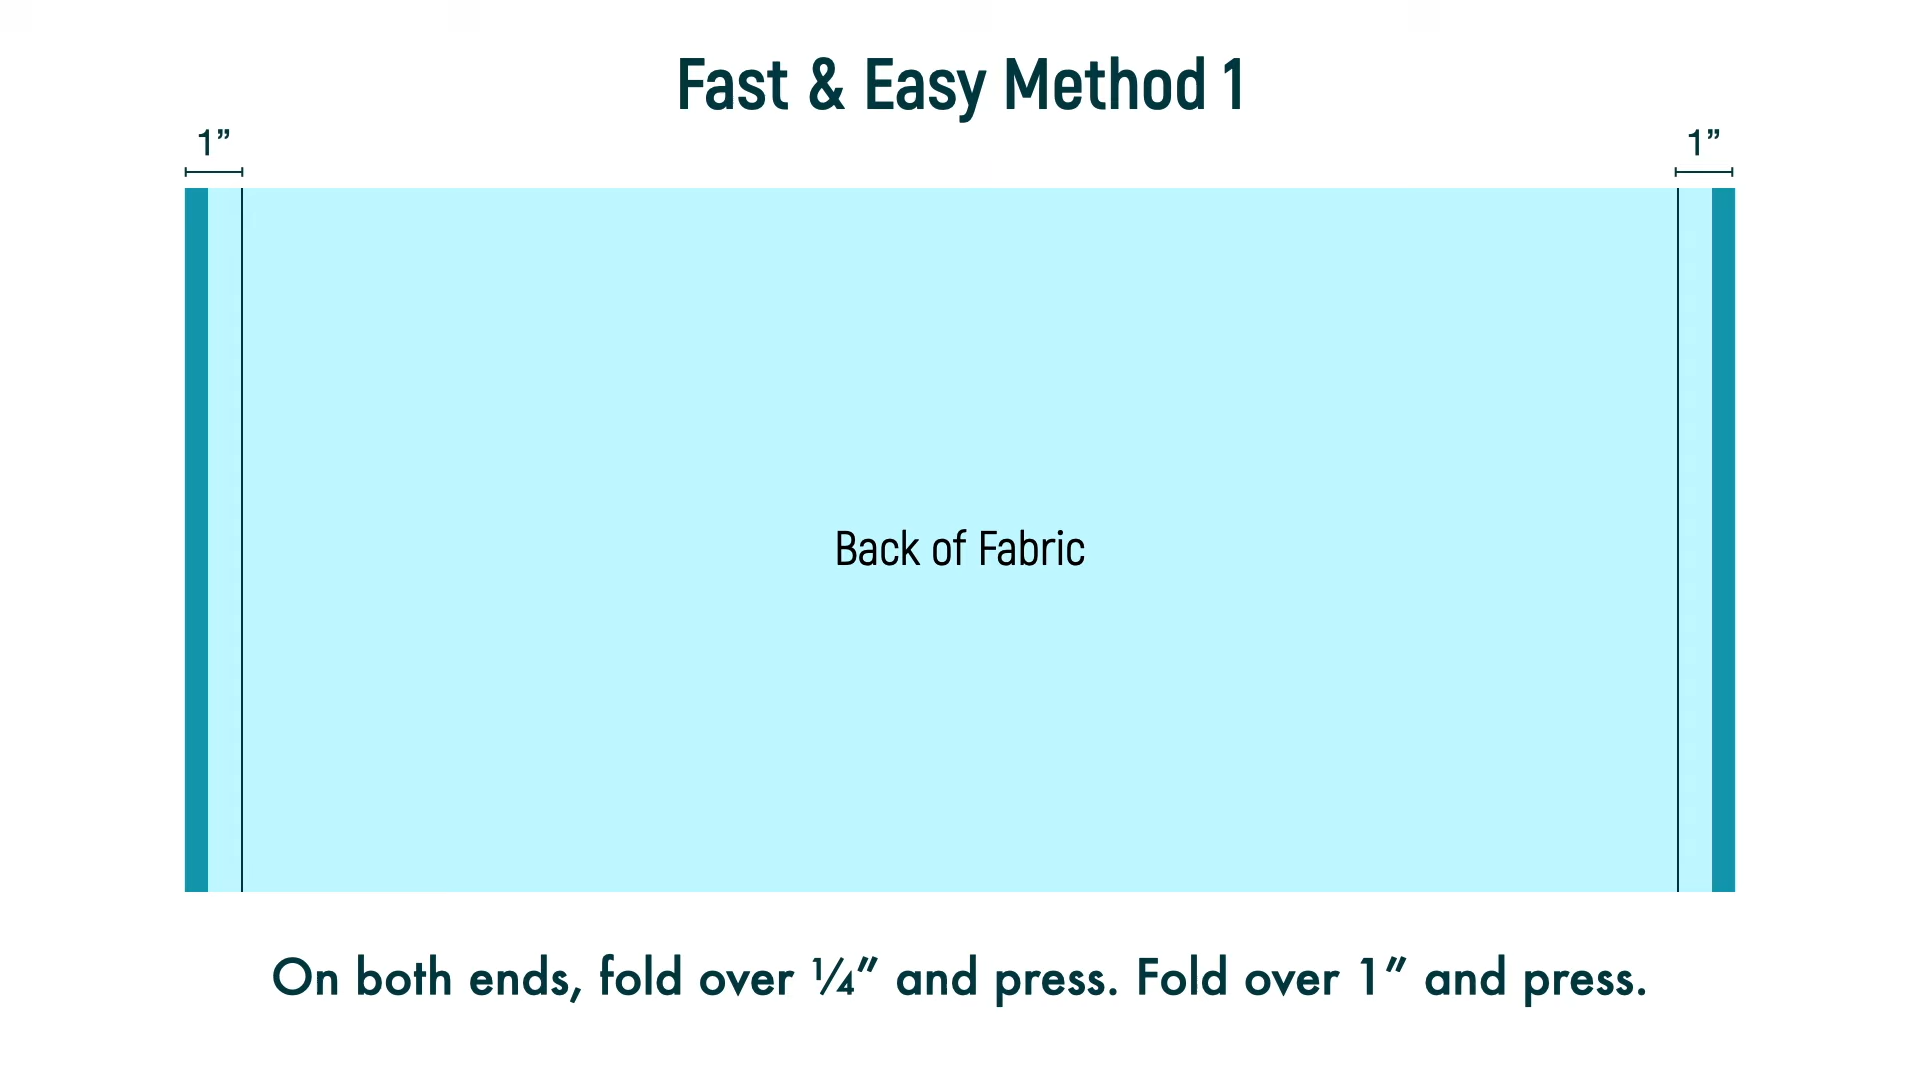 Fast & Easy Method 1
1” 1”
Back of Fabric
On both ends, fold over ¼” and press. Fold over 1” and press.